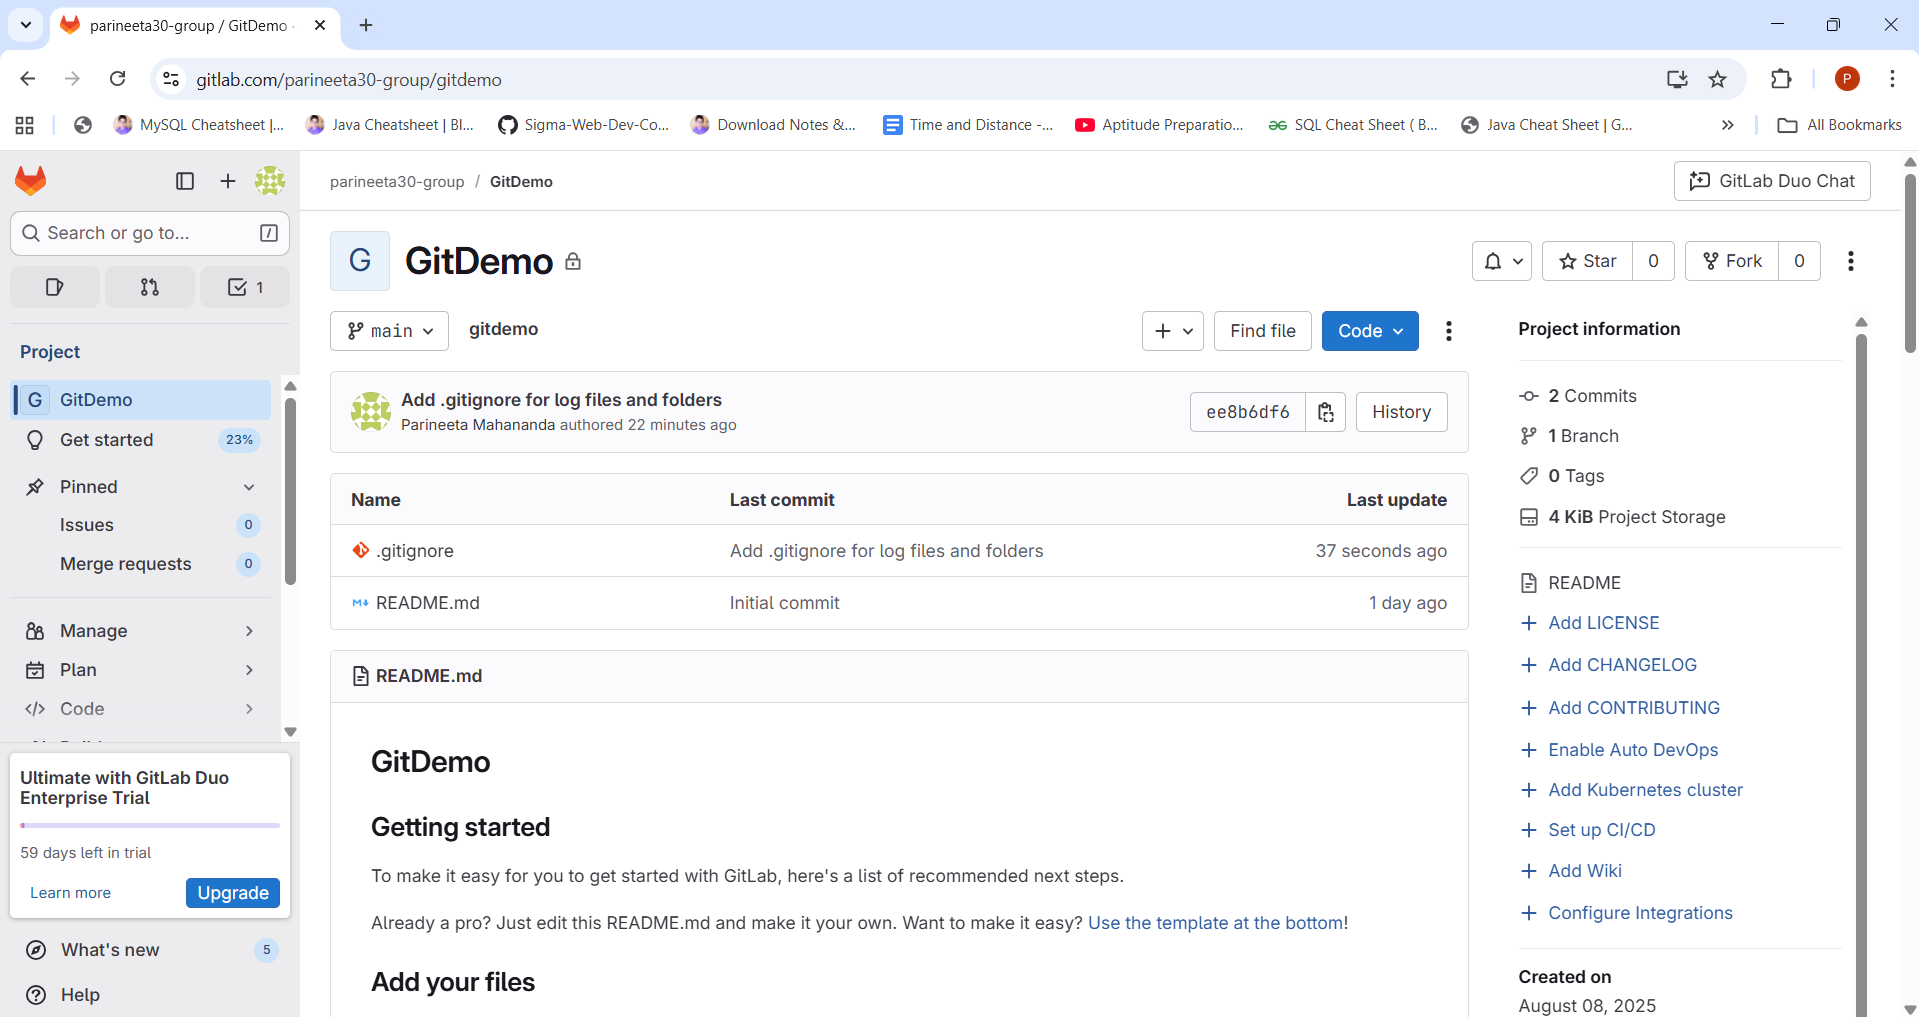 parineeta30-group / GitDemo ·
gitlab.com/parineeta30-group/gitdemo
P
MySQL Cheatsheet |...
Java Cheatsheet | Bl...
Sigma-Web-Dev-Co...
Download Notes &...
Time and Distance -...
Aptitude Preparatio...
SQL Cheat Sheet ( B...
Java Cheat Sheet | G...
All Bookmarks
Search or go to...
/
1
Project
G GitDemo
Get started 23%
Pinned
Issues 0
Merge requests 0
Manage
Plan
Code
Ultimate with GitLab Duo
Enterprise Trial
59 days left in trial
Learn more Upgrade
What's new 5
Help
parineeta30-group / GitDemo
GitLab Duo Chat
G GitDemo
Star 0
Fork 0
main
gitdemo
Find file
Code
Add .gitignore for log files and folders
Parineeta Mahananda authored 22 minutes ago
ee8b6df6
History
Name Last commit Last update
.gitignore Add .gitignore for log files and folders 37 seconds ago
README.md Initial commit 1 day ago
README.md
GitDemo
Getting started
To make it easy for you to get started with GitLab, here's a list of recommended next steps.
Already a pro? Just edit this README.md and make it your own. Want to make it easy? Use the template at the bottom!
Add your files
Project information
2 Commits
1 Branch
0 Tags
4 KiB Project Storage
README
Add LICENSE
Add CHANGELOG
Add CONTRIBUTING
Enable Auto DevOps
Add Kubernetes cluster
Set up CI/CD
Add Wiki
Configure Integrations
Created on
August 08, 2025